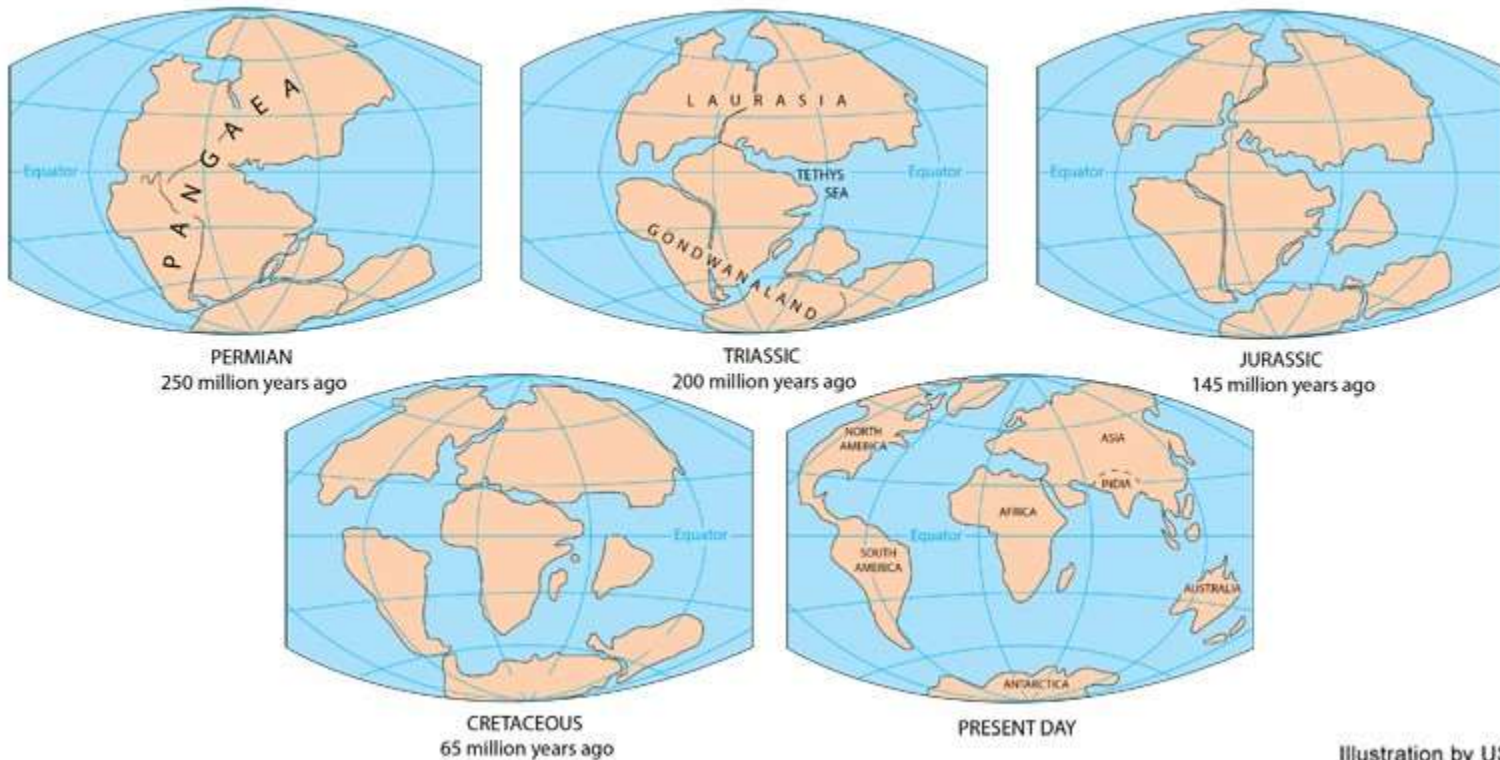 PANGAEA
Equator
PERMIAN
250 million years ago
LAURASIA
TETHYS
SEA
Equator
GONDWANALAND
TRIASSIC
200 million years ago
Equator
JURASSIC
145 million years ago
Equator
CRETACEOUS
65 million years ago
NORTH
AMERICA
ASIA
INDIA
AFRICA
Equator
SOUTH
AMERICA
AUSTRALIA
ANTARCTICA
PRESENT DAY
Illustration by